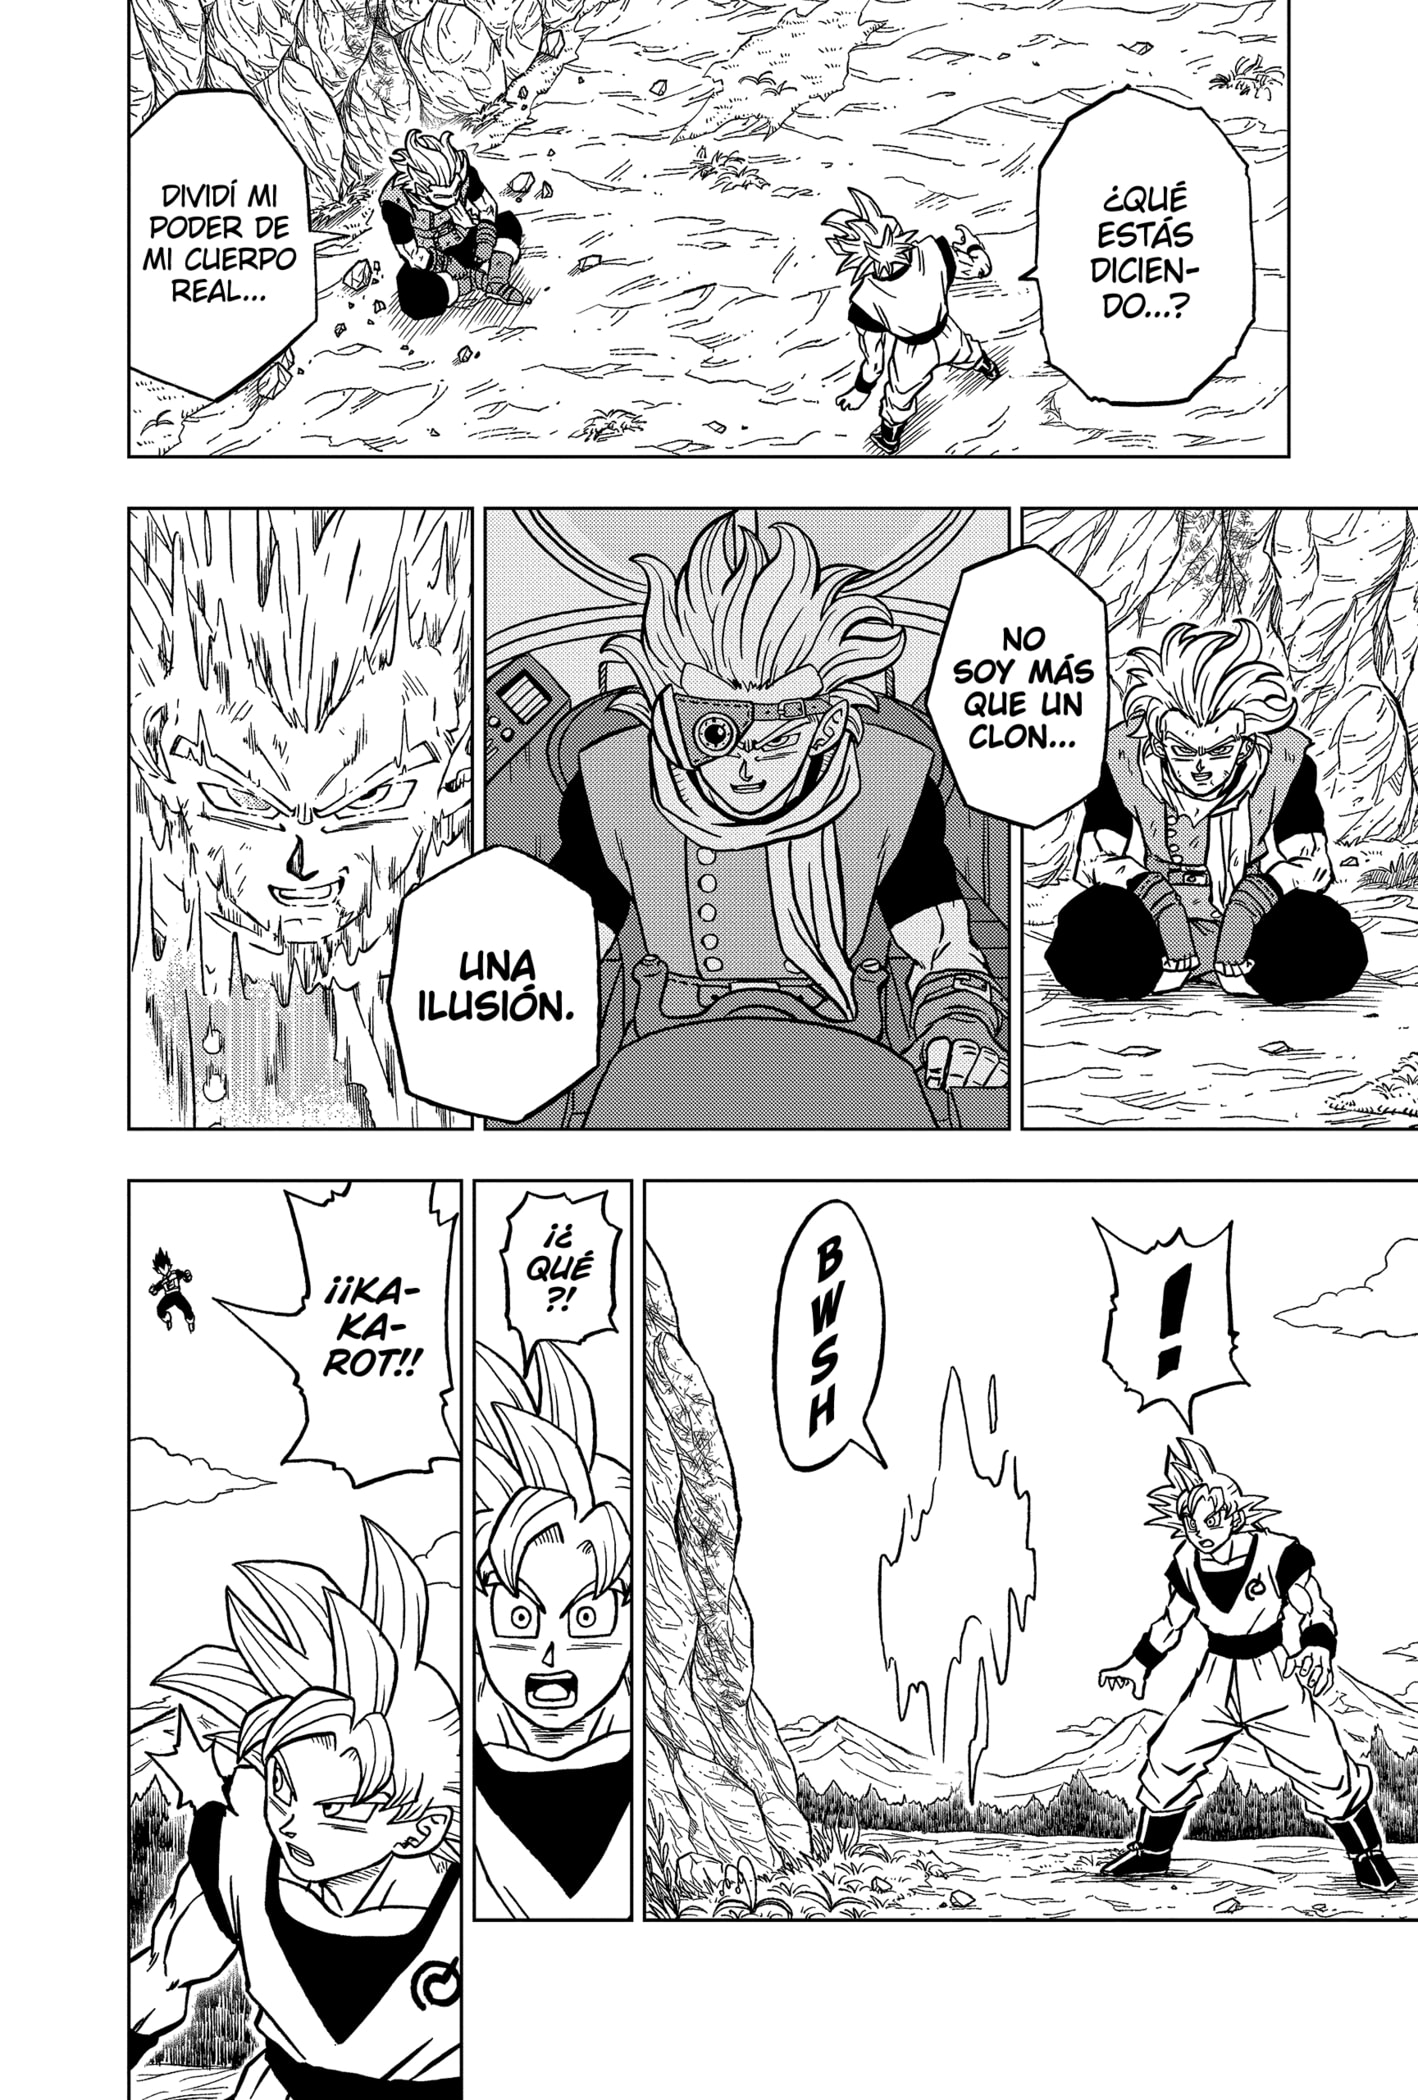 ¿QUÉ
ESTÁS
DICIEN-
DO...?
DIVIDÍ MI
PODER DE
MI CUERPO
REAL...
NO
SOY MÁS
QUE UN
CLON...
UNA
ILUSIÓN.
!
BWSH
¡¿
QUÉ
?!
¡¡KA-
KA-
ROT!!